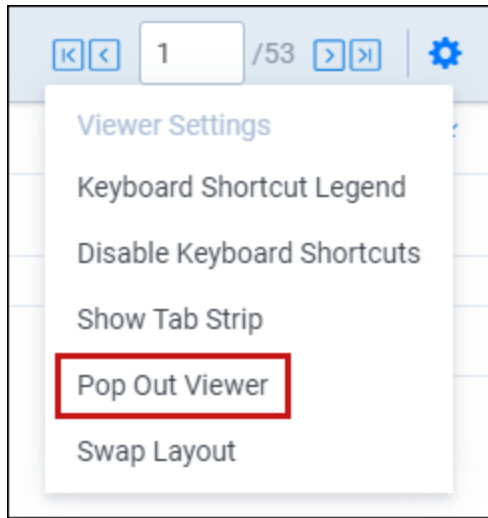 1 /53
Viewer Settings
Keyboard Shortcut Legend
Disable Keyboard Shortcuts
Show Tab Strip
Pop Out Viewer
Swap Layout